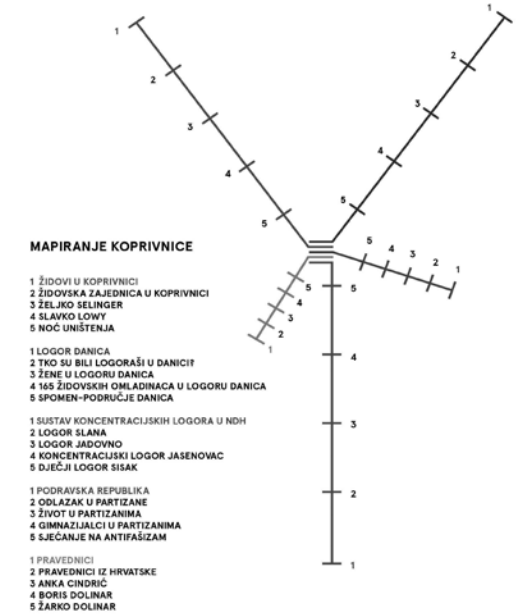 1
2
3
4
5
1
2
3
4
5
5
4
3
2
1
5
4
3
2
1
5
4
3
2
1
MAPIRANJE KOPRIVNICE
1 ŽIDOVI U KOPRIVNICI
2 ŽIDOVSKA ZAJEDNICA U KOPRIVNICI
3 ŽELJKO SELINGER
4 SLAVKO LOWY
5 NOĆ UNIŠTENJA
1 LOGOR DANICA
2 TKO SU BILI LOGORAŠI U DANICI?
3 ŽENE U LOGORU DANICA
4 165 ŽIDOVSKIH OMLADINACA U LOGORU DANICA
5 SPOMEN-PODRUČJE DANICA
1 SUSTAV KONCENTRACIJSKIH LOGORA U NDH
2 LOGOR SLANA
3 LOGOR JADOVNO
4 KONCENTRACIJSKI LOGOR JASENOVAC
5 DJEČJI LOGOR SISAK
1 PODRAVSKA REPUBLIKA
2 ODLAZAK U PARTIZANE
3 ŽIVOT U PARTIZANIMA
4 GIMNAZIJALCI U PARTIZANIMA
5 SJEĆANJE NA ANTIFAŠIZAM
1 PRAVEDNICI
2 PRAVEDNICI IZ HRVATSKE
3 ANKA CINDRIĆ
4 BORIS DOLINAR
5 ŽARKO DOLINAR